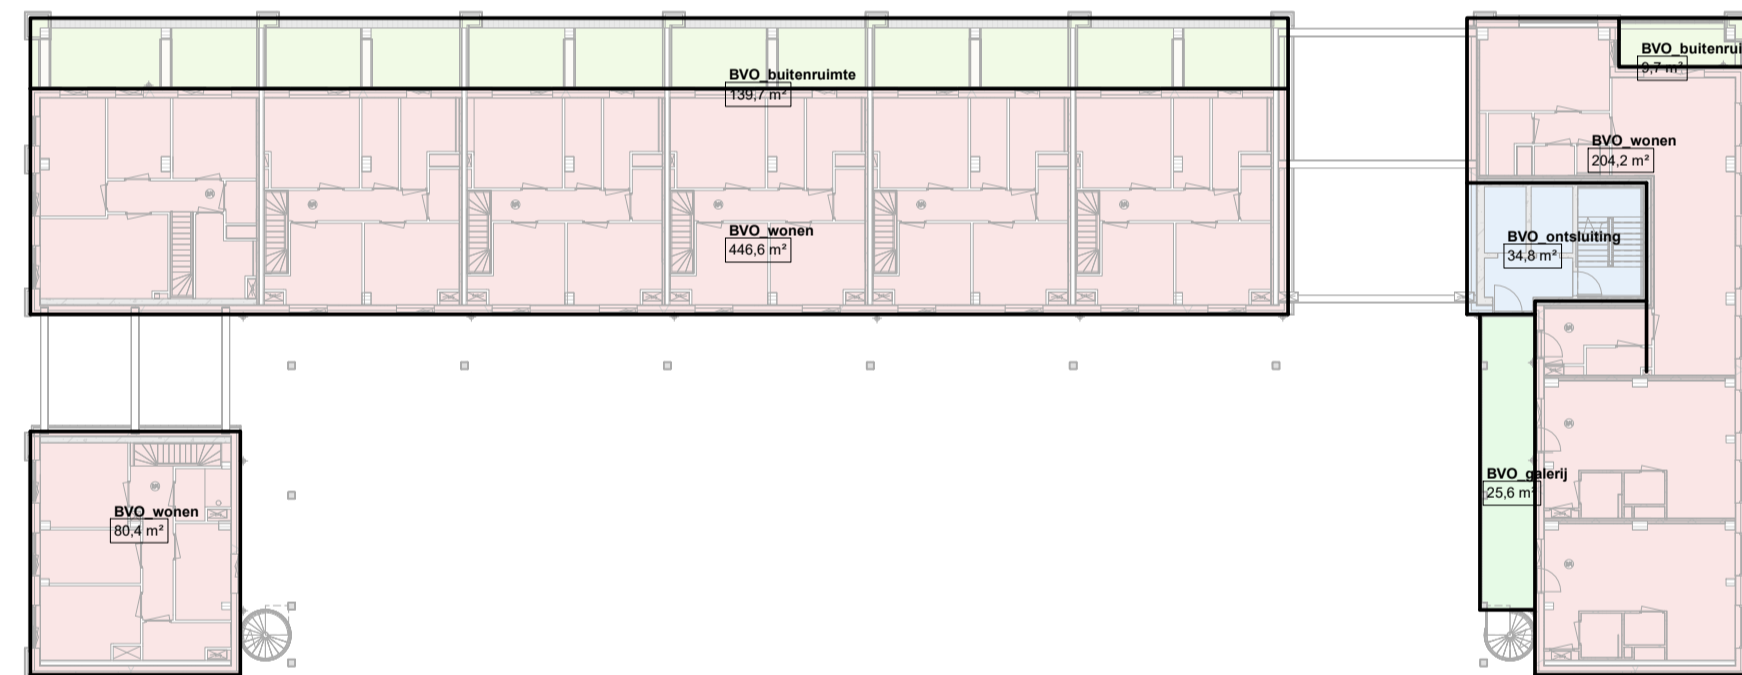 BVO_buitenruimte
139,7 m²
BVO_wonen
446,6 m²
BVO_wonen
80,4 m²
BVO_buitenrui
9,7 m²
BVO_wonen
204,2 m²
BVO_ontsluiting
34,8 m²
BVO_galerij
25,6 m²